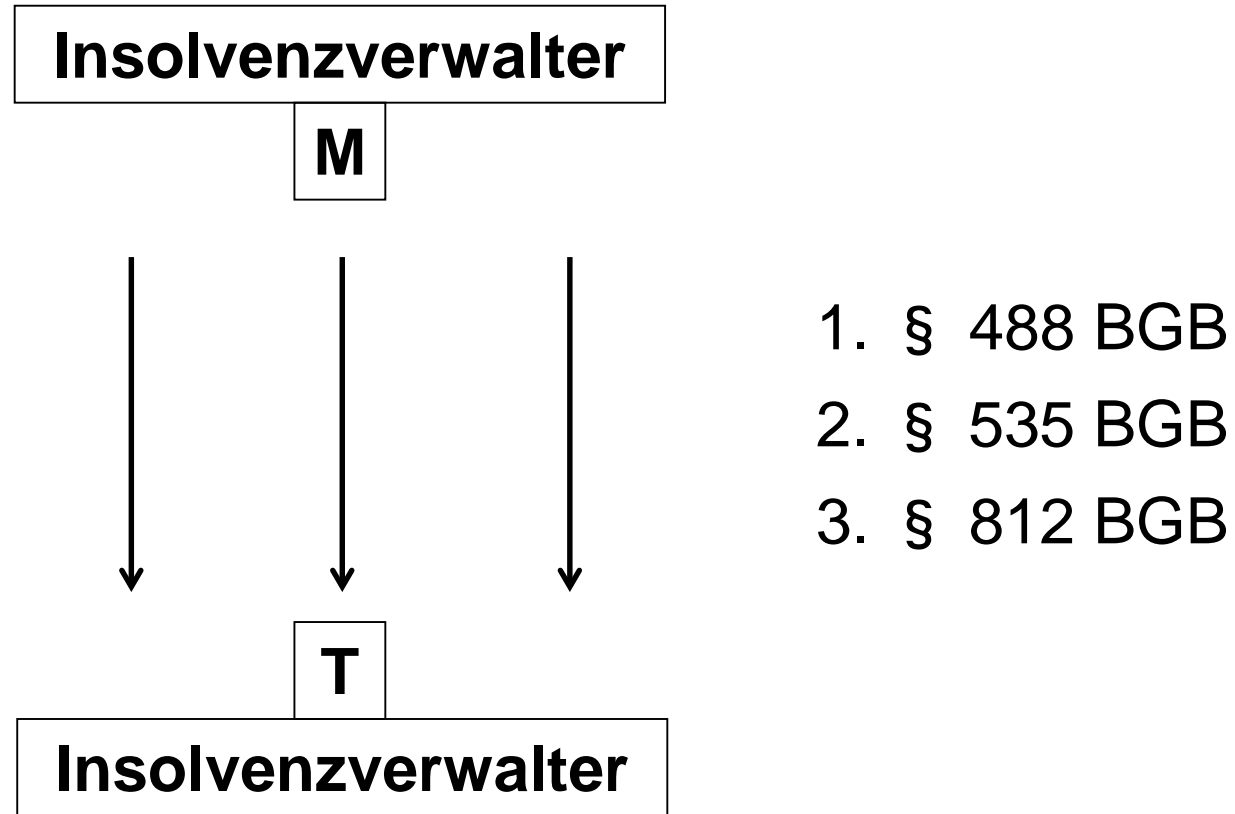 Insolvenzverwalter
M
1. § 488 BGB
2. § 535 BGB
3. § 812 BGB
T
Insolvenzverwalter